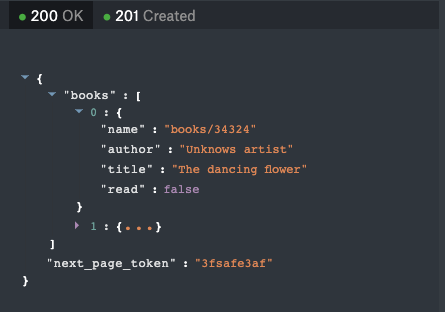 200 OK 201 Created
{
"books" : [
0 : {
"name" : "books/34324"
"author" : "Unknows artist"
"title" : "The dancing flower"
"read" : false
}
1 : {...}
]
"next_page_token" : "3fsafe3af"
}